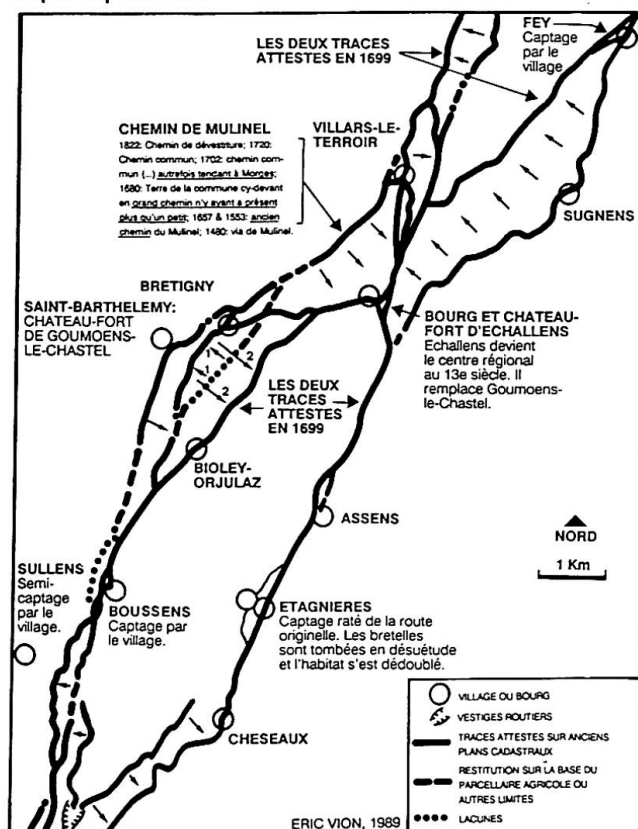 FEY
Captage
par le
village
LES DEUX TRACES
ATTESTES EN 1699
CHEMIN DE MULINEL
1822: Chemin de dévestiture; 1720:
Chemin commun; 1702: chemin com-
mun (...) autrefois tendant à Morges;
1680: Terre de la commune cy-devant
en grand chemin n'y ayant à présent
plus qu'un petit; 1657 & 1553: ancien
chemin du Mulinel; 1480: via de Mulinel.
VILLARS-LE-
TERROIR
SUGNENS
BRETIGNY
SAINT-BARTHELEMY:
CHATEAU-FORT
DE GOUMOENS-
LE-CHASTEL
BOURG ET CHATEAU-
FORT D'ECHALLENS
Echallens devient
le centre régional
au 13e siècle. Il
remplace Goumoens-
le-Chastel.
1
2
1
2
LES DEUX
TRACES
ATTESTES
EN 1699
BIOLEY-
ORJULAZ
ASSENS
NORD
1 Km
SULLENS
Semi-
captage
par le
village.
BOUSSENS
Captage par
le village.
ETAGNIERES
Captage raté de la route
originelle. Les bretelles
sont tombées en désuétude
et l'habitat s'est dédoublé.
CHESEAUX
VILLAGE OU BOURG
VESTIGES ROUTIERS
TRACES ATTESTES SUR ANCIENS
PLANS CADASTRAUX
RESTITUTION SUR LA BASE DU
PARCELLAIRE AGRICOLE OU
AUTRES LIMITES
LACUNES
ERIC VION, 1989